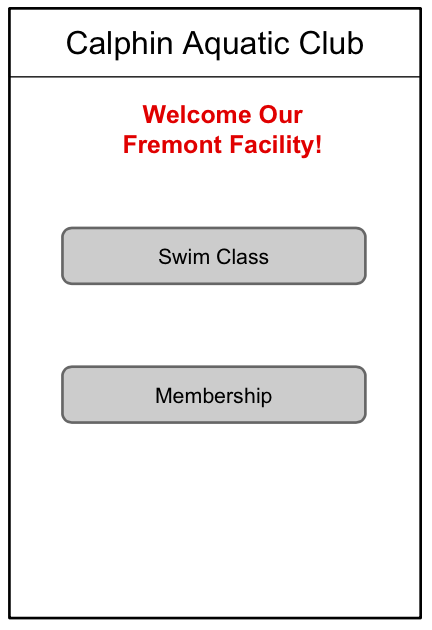 Calphin Aquatic Club
Welcome Our
Fremont Facility!
Swim Class
Membership